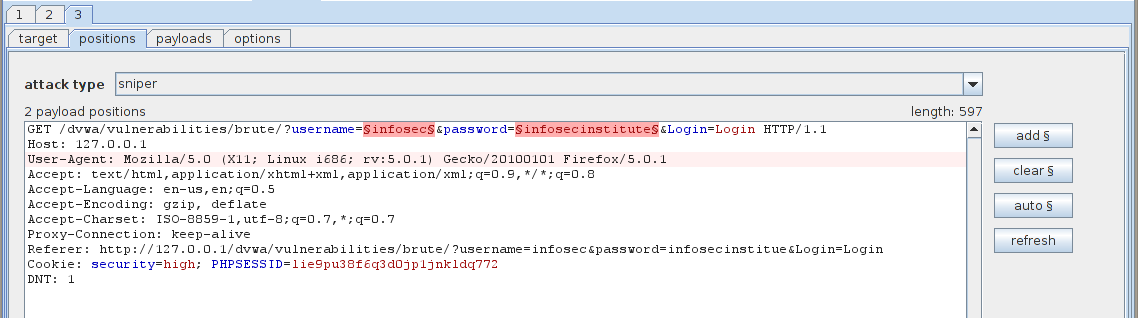 1 2 3
target positions payloads options
attack type sniper
2 payload positions length: 597
GET /dvwa/vulnerabilities/brute/?username=§infosec§&password=§infosecinstitute§&Login=Login HTTP/1.1
Host: 127.0.0.1
User-Agent: Mozilla/5.0 (X11; Linux i686; rv:5.0.1) Gecko/20100101 Firefox/5.0.1
Accept: text/html,application/xhtml+xml,application/xml;q=0.9,*/*;q=0.8
Accept-Language: en-us,en;q=0.5
Accept-Encoding: gzip, deflate
Accept-Charset: ISO-8859-1,utf-8;q=0.7,*;q=0.7
Proxy-Connection: keep-alive
Referer: http://127.0.0.1/dvwa/vulnerabilities/brute/?username=infosec&password=infosecinstitue&Login=Login
Cookie: security=high; PHPSESSID=lie9pu38f6q3d0jp1jnkldq772
DNT: 1
add §
clear §
auto §
refresh